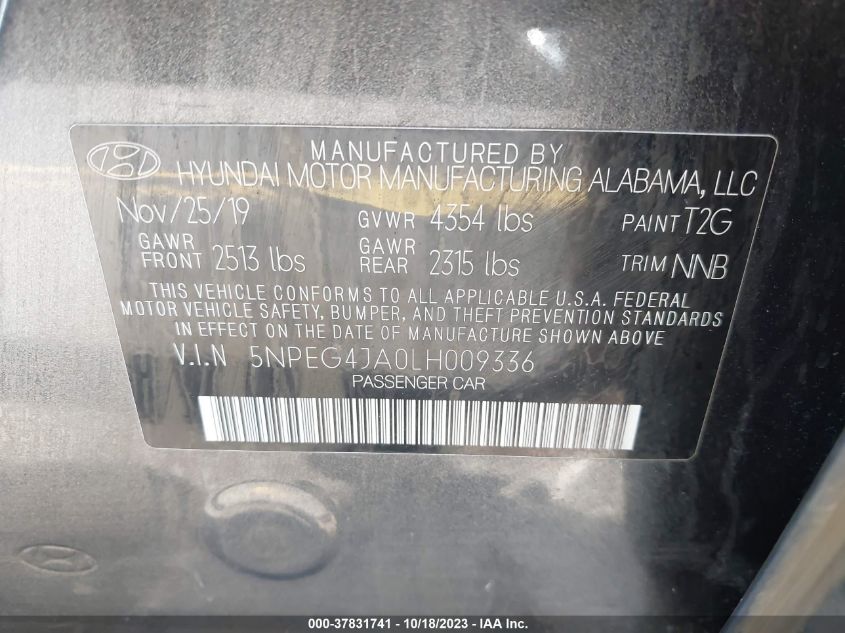 MANUFACTURED BY
HYUNDAI MOTOR MANUFACTURING ALABAMA, LLC
Nov/25/19 GVWR 4354 lbs PAINT T2G
GAWR FRONT 2513 lbs GAWR REAR 2315 lbs TRIM NNB
THIS VEHICLE CONFORMS TO ALL APPLICABLE U.S.A. FEDERAL
MOTOR VEHICLE SAFETY, BUMPER, AND THEFT PREVENTION STANDARDS
IN EFFECT ON THE DATE OF MANUFACTURE SHOWN ABOVE
V.I.N 5NPEG4JA0LH009336
PASSENGER CAR
000-37831741 - 10/18/2023 - IAA Inc.